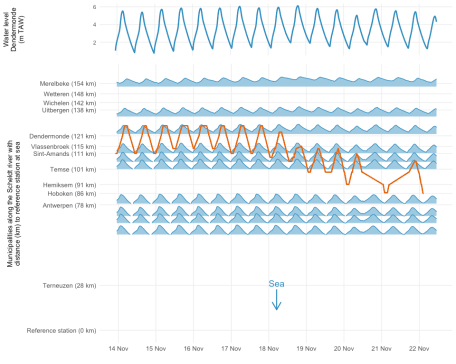 Water level
Dendermonde
(m TAW)
6
4
2
Municipalities along the Scheldt river with
distance (km) to reference station at sea
Merelbeke (154 km)
Wetteren (148 km)
Wichelen (142 km)
Uitbergen (138 km)
Dendermonde (121 km)
Vlassenbroek (115 km)
Sint-Amands (111 km)
Temse (101 km)
Hemiksem (91 km)
Hoboken (86 km)
Antwerpen (78 km)
Terneuzen (28 km)
Sea
Reference station (0 km)
14 Nov 15 Nov 16 Nov 17 Nov 18 Nov 19 Nov 20 Nov 21 Nov 22 Nov